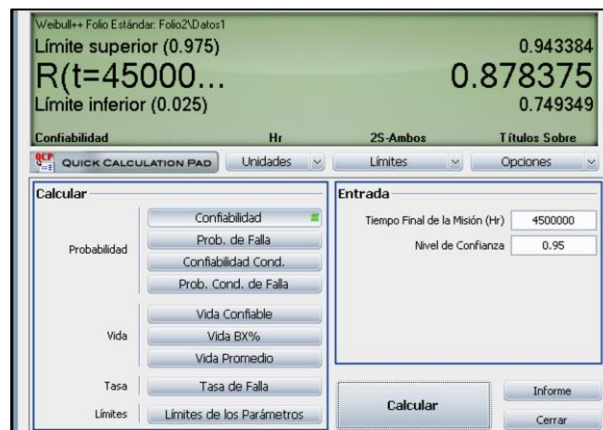 Weibull++ Folio Estándar: Folio2\Datos1
Límite superior (0.975) 0.943384
R(t=45000... 0.878375
Límite inferior (0.025) 0.749349
Confiabilidad Hr 2S-Ambos Títulos Sobre
QCP QUICK CALCULATION PAD Unidades Límites Opciones
Calcular
Probabilidad
Confiabilidad
Prob. de Falla
Confiabilidad Cond.
Prob. Cond. de Falla
Vida
Vida Confiable
Vida BX%
Vida Promedio
Tasa
Tasa de Falla
Límites
Límites de los Parámetros
Entrada
Tiempo Final de la Misión (Hr) 4500000
Nivel de Confianza 0.95
Calcular
Informe
Cerrar